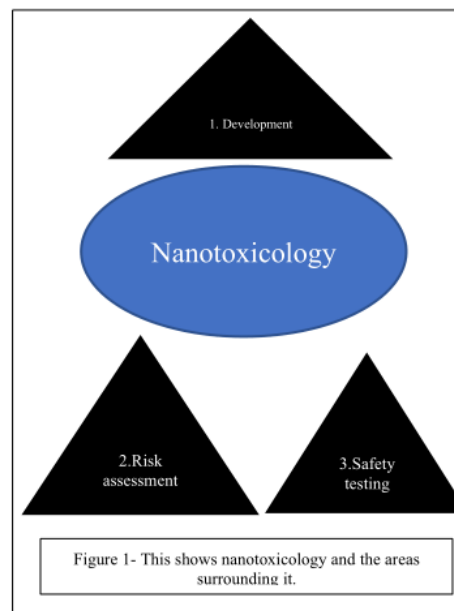 1. Development
Nanotoxicology
2.Risk
assessment
3.Safety
testing
Figure 1- This shows nanotoxicology and the areas
surrounding it.